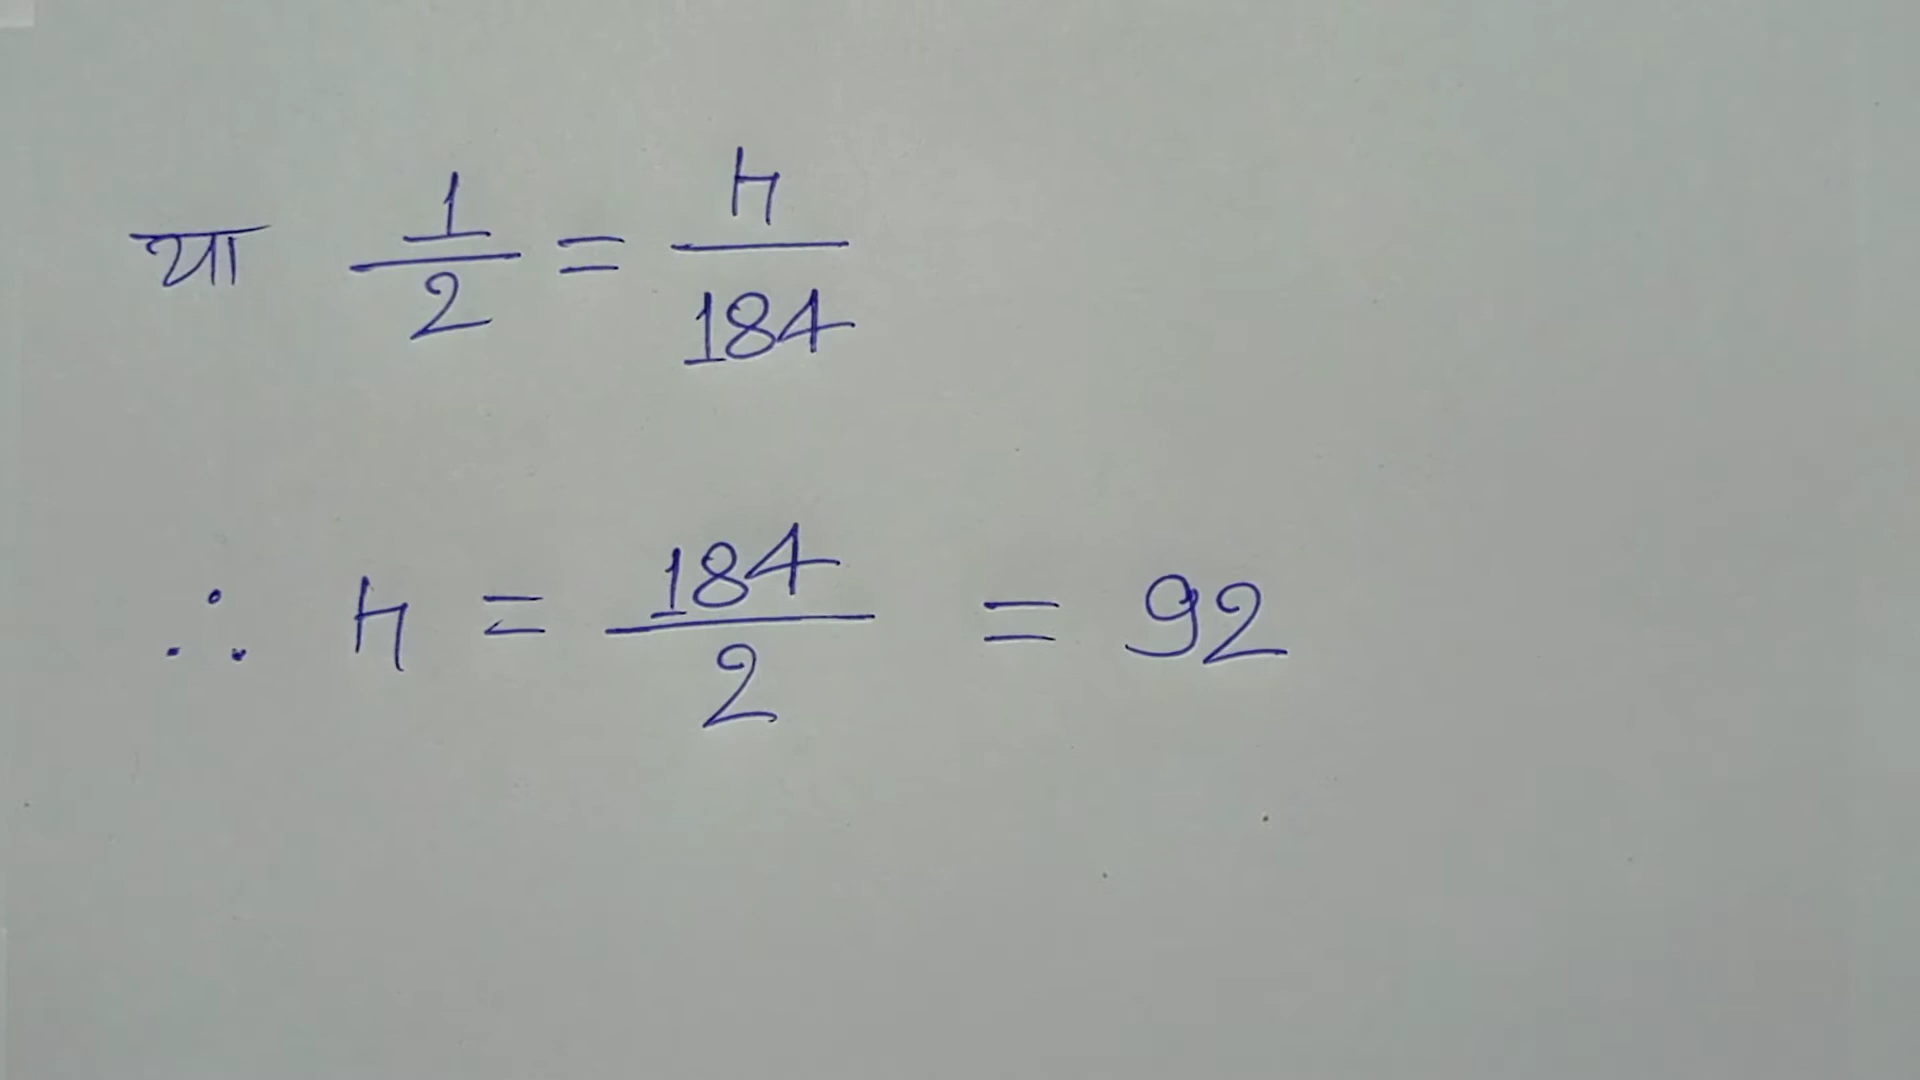 या 1/2 = h/184
∴ h = 184/2 = 92